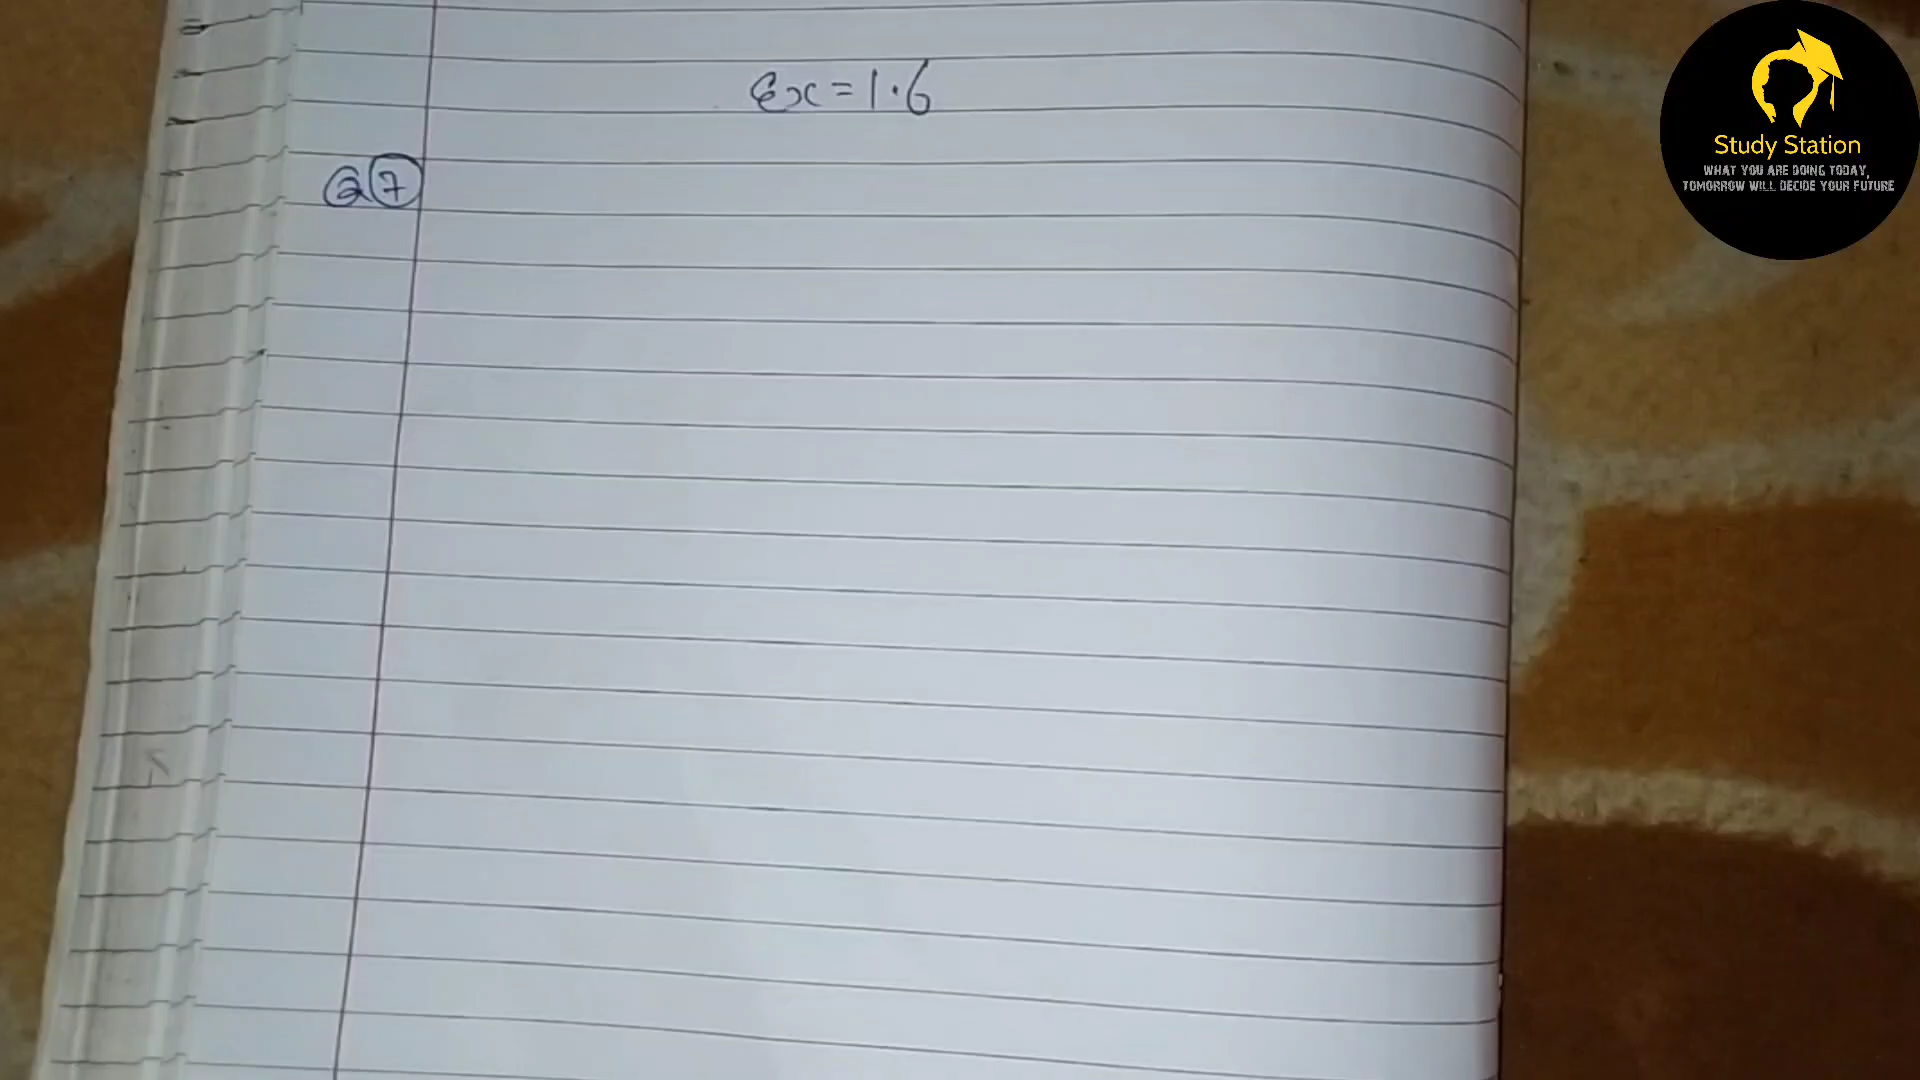 Ex = 1.6
Q 7
Study Station
WHAT YOU ARE DOING TODAY,
TOMORROW WILL DECIDE YOUR FUTURE